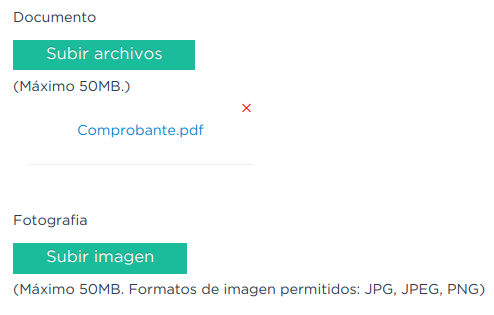 Documento
Subir archivos
(Máximo 50MB.)
Comprobante.pdf
Fotografia
Subir imagen
(Máximo 50MB. Formatos de imagen permitidos: JPG, JPEG, PNG)